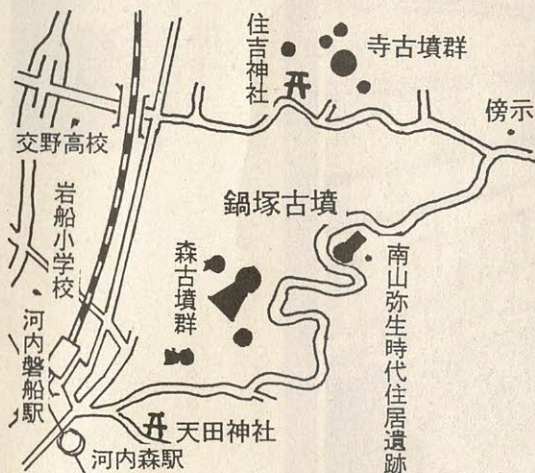 住吉神社
寺古墳群
傍示
交野高校
鍋塚古墳
岩船小学校
森古墳群
南山弥生時代住居遺跡
河内磐船駅
天田神社
河内森駅